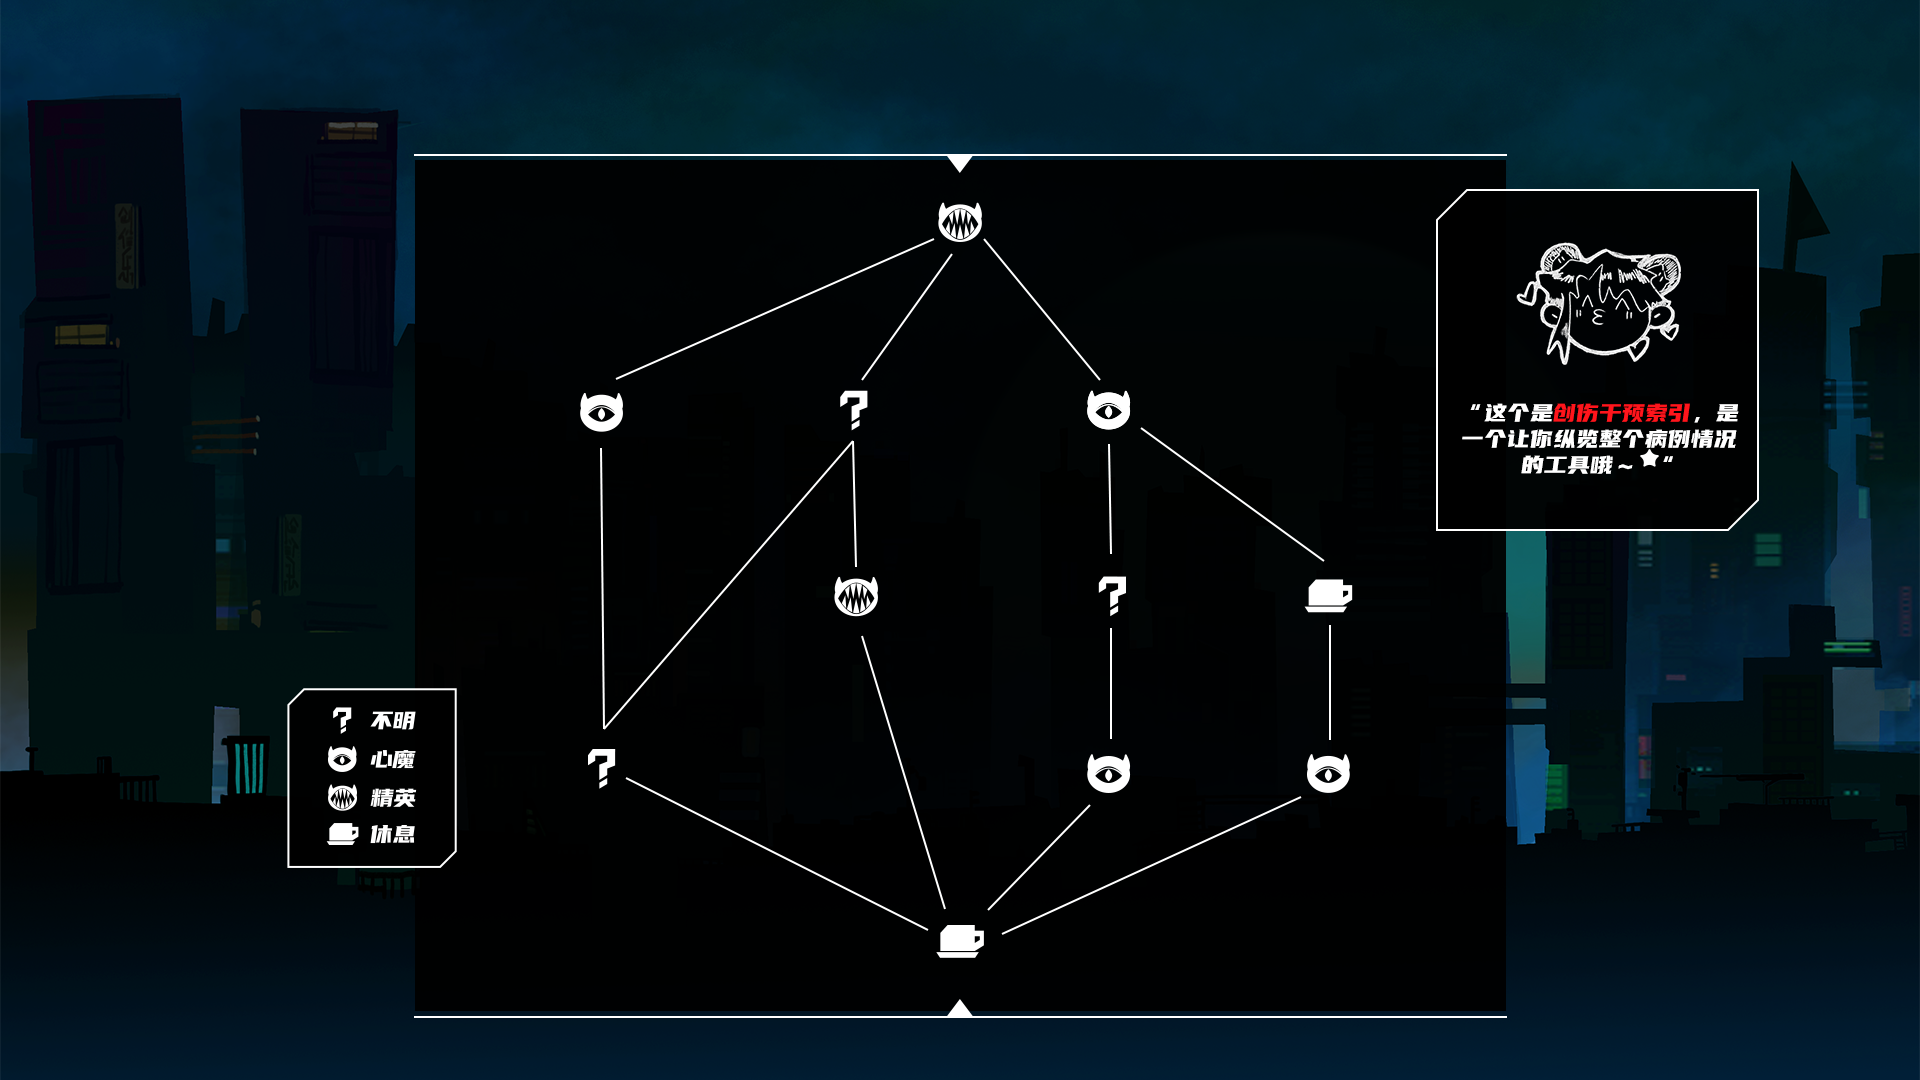 “这个是创伤干预索引，是
一个让你纵览整个病例情况
的工具哦～★“
? 不明
心魔
精英
休息